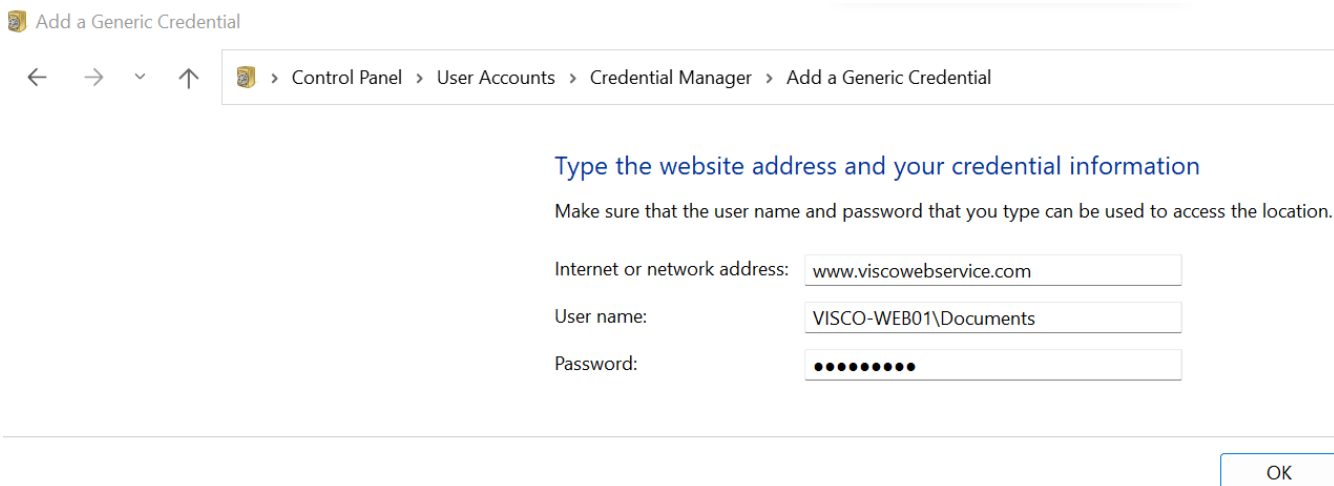 Add a Generic Credential
Control Panel > User Accounts > Credential Manager > Add a Generic Credential
Type the website address and your credential information
Make sure that the user name and password that you type can be used to access the location.
Internet or network address: www.viscowebservice.com
User name: VISCO-WEB01\Documents
Password: ●●●●●●●●●
OK